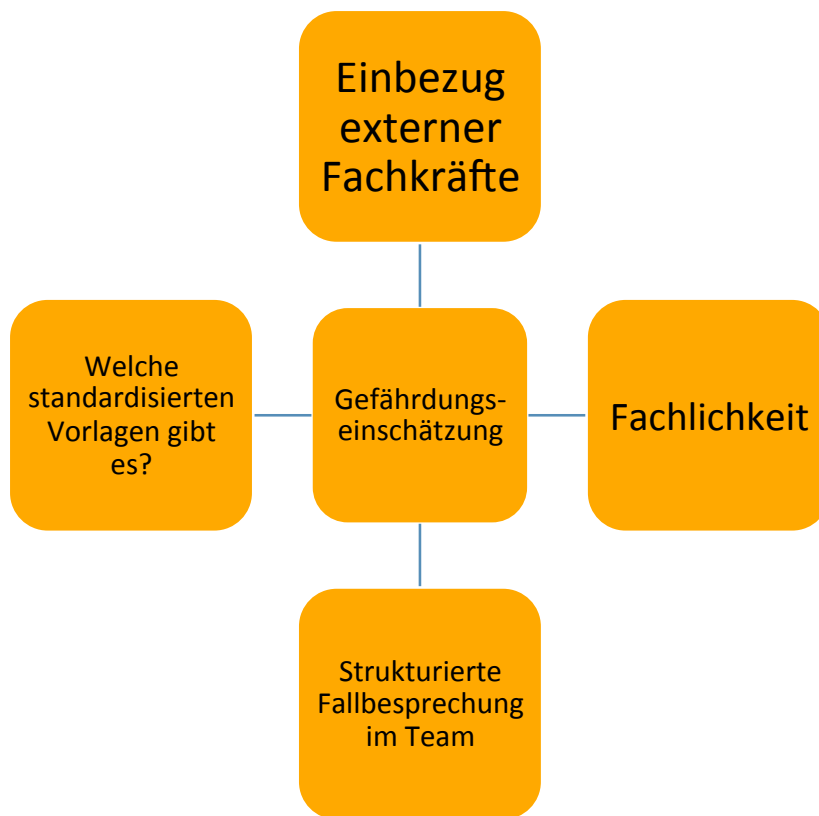 Einbezug
externer
Fachkräfte
Welche
standardisierten
Vorlagen gibt
es?
Gefährdungs-
einschätzung
Fachlichkeit
Strukturierte
Fallbesprechung
im Team